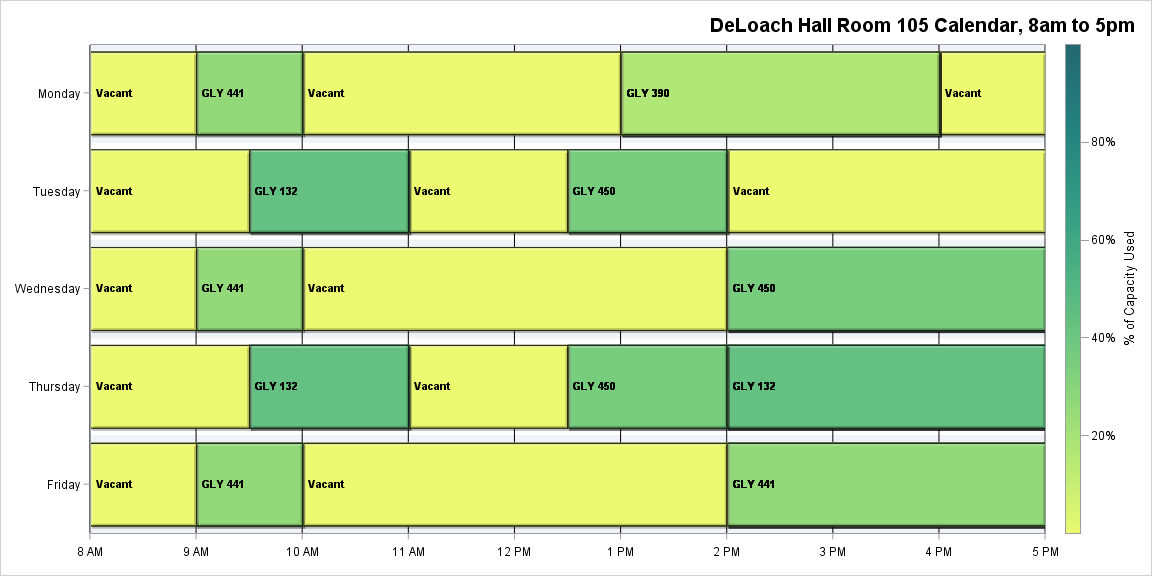 DeLoach Hall Room 105 Calendar, 8am to 5pm
Monday
Vacant
GLY 441
Vacant
GLY 390
Vacant
Tuesday
Vacant
GLY 132
Vacant
GLY 450
Vacant
Wednesday
Vacant
GLY 441
Vacant
GLY 450
Thursday
Vacant
GLY 132
Vacant
GLY 450
GLY 132
Friday
Vacant
GLY 441
Vacant
GLY 441
8 AM
9 AM
10 AM
11 AM
12 PM
1 PM
2 PM
3 PM
4 PM
5 PM
80%
60%
40%
20%
% of Capacity Used